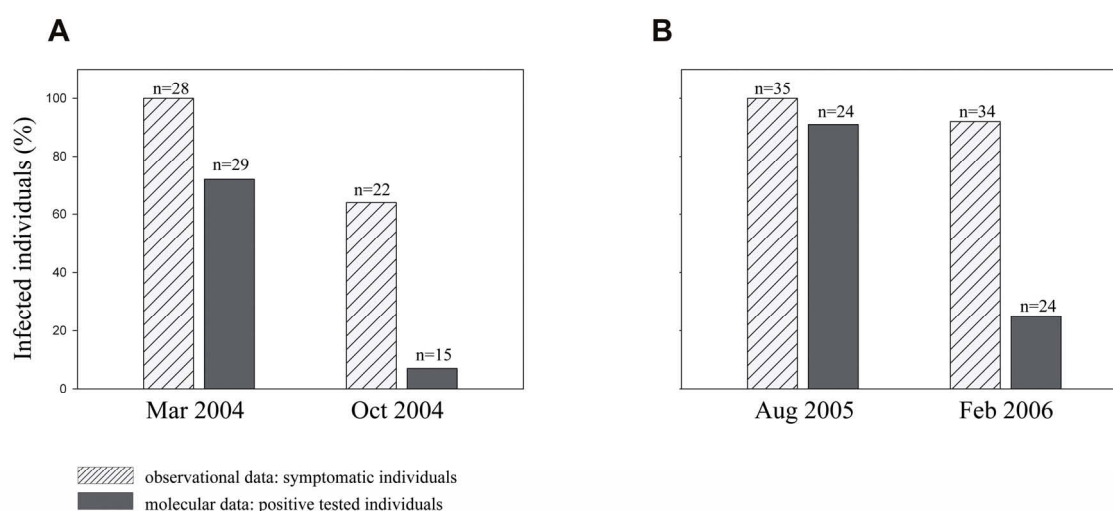 A
B
Infected individuals (%)
100
80
60
40
20
0
n=28
n=29
n=22
n=15
Mar 2004
Oct 2004
n=35
n=24
n=34
n=24
Aug 2005
Feb 2006
observational data: symptomatic individuals
molecular data: positive tested individuals